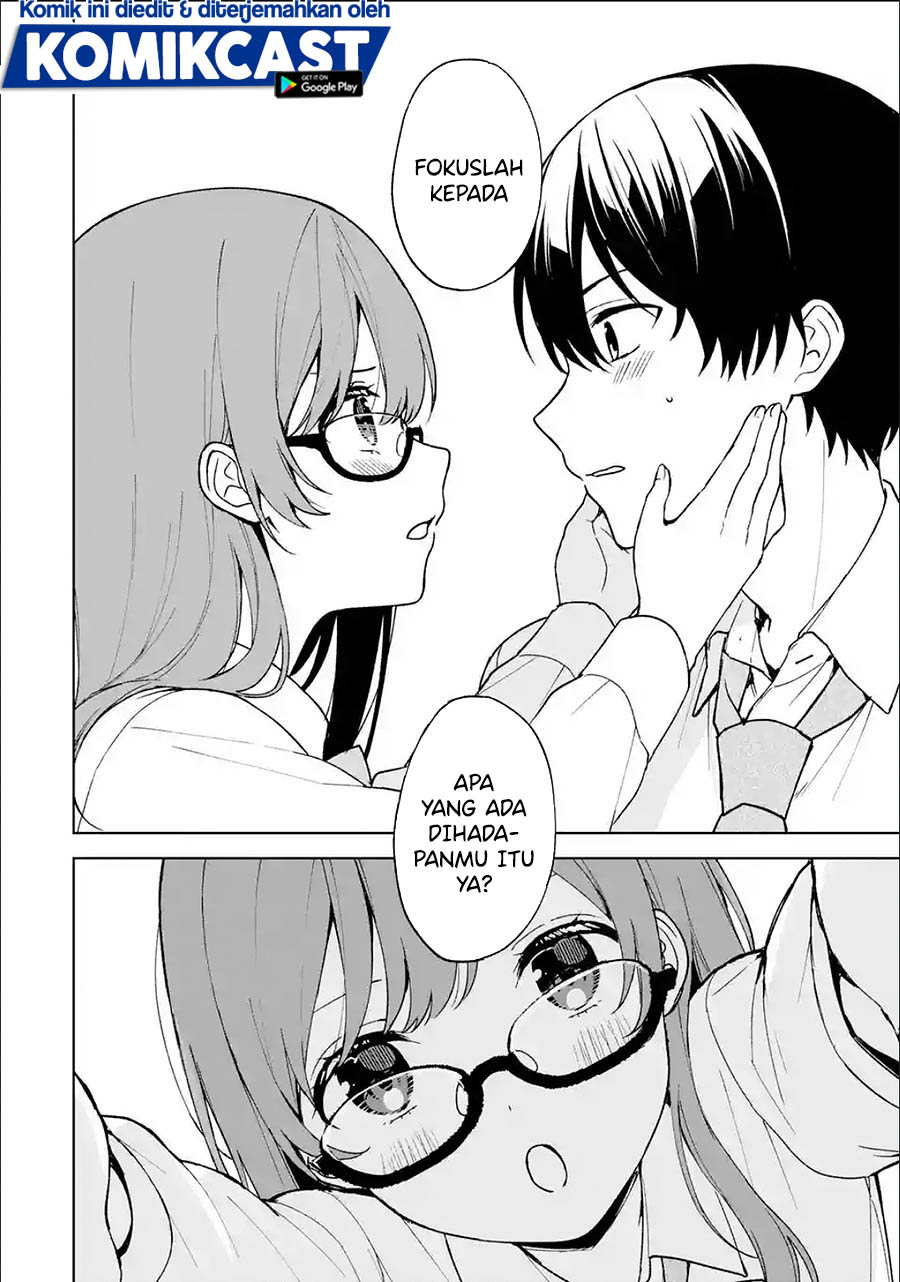 Komik ini diedit & diterjemahkan oleh
KOMIKCAST
GET IT ON
Google Play
FOKUSLAH
KEPADA
APA
YANG ADA
DIHADA-
PANMU ITU
YA?